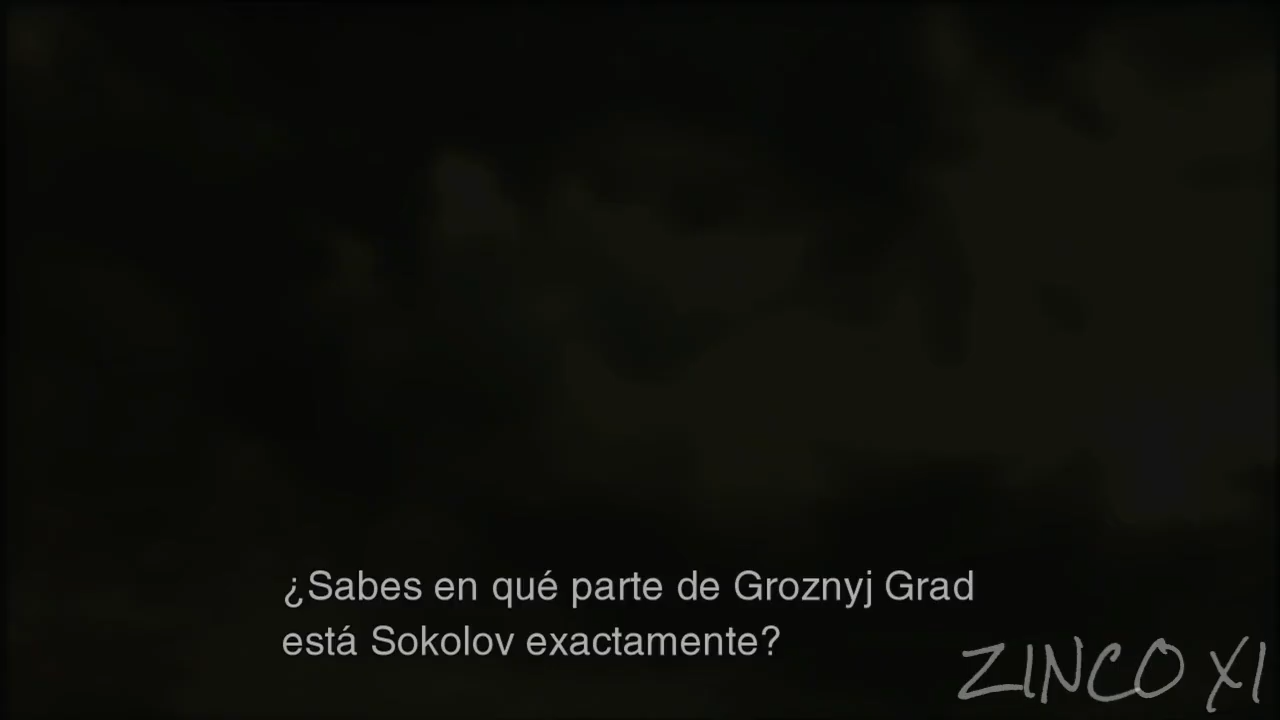 ¿Sabes en qué parte de Groznyj Grad
está Sokolov exactamente?
ZINCO XI